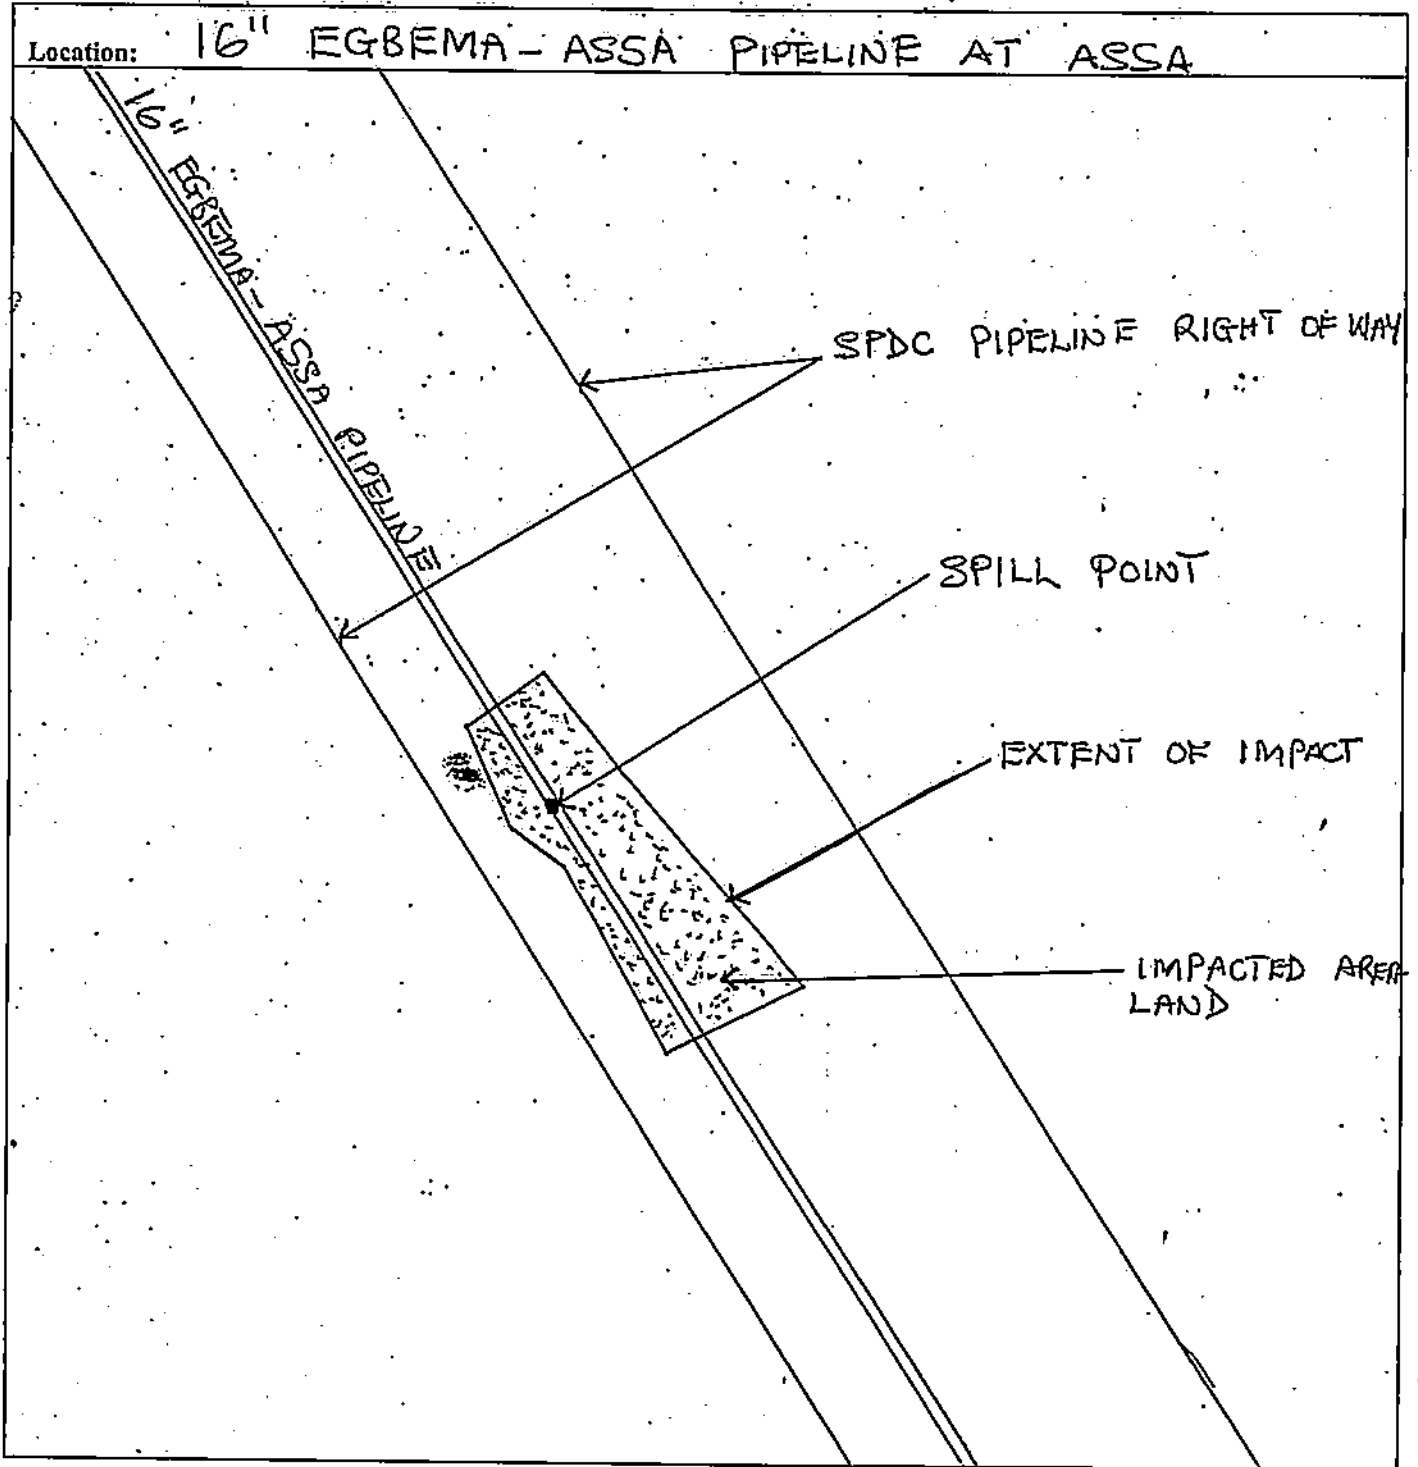 Location: 16" EGBEMA - ASSA PIPELINE AT ASSA
16" EGBEMA - ASSA PIPELINE
SPDC PIPELINE RIGHT OF WAY
SPILL POINT
EXTENT OF IMPACT
IMPACTED AREA
LAND